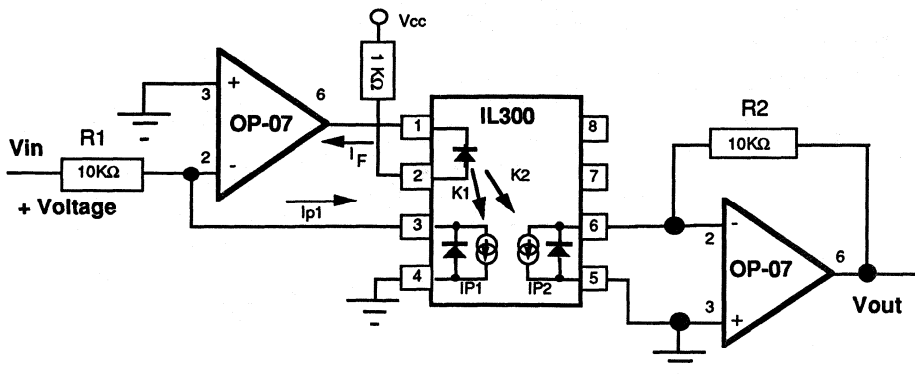 Vcc
1 KΩ
IL300
R2
10KΩ
+
3
6
OP-07
2
-
Vin
R1
10KΩ
+ Voltage
IF
Ip1
1
2
3
4
K1
K2
IP1
IP2
8
7
6
5
-
2
OP-07
6
3
+
Vout